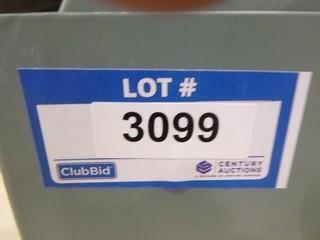 LOT #
3099
ClubBid
CENTURY
AUCTIONS